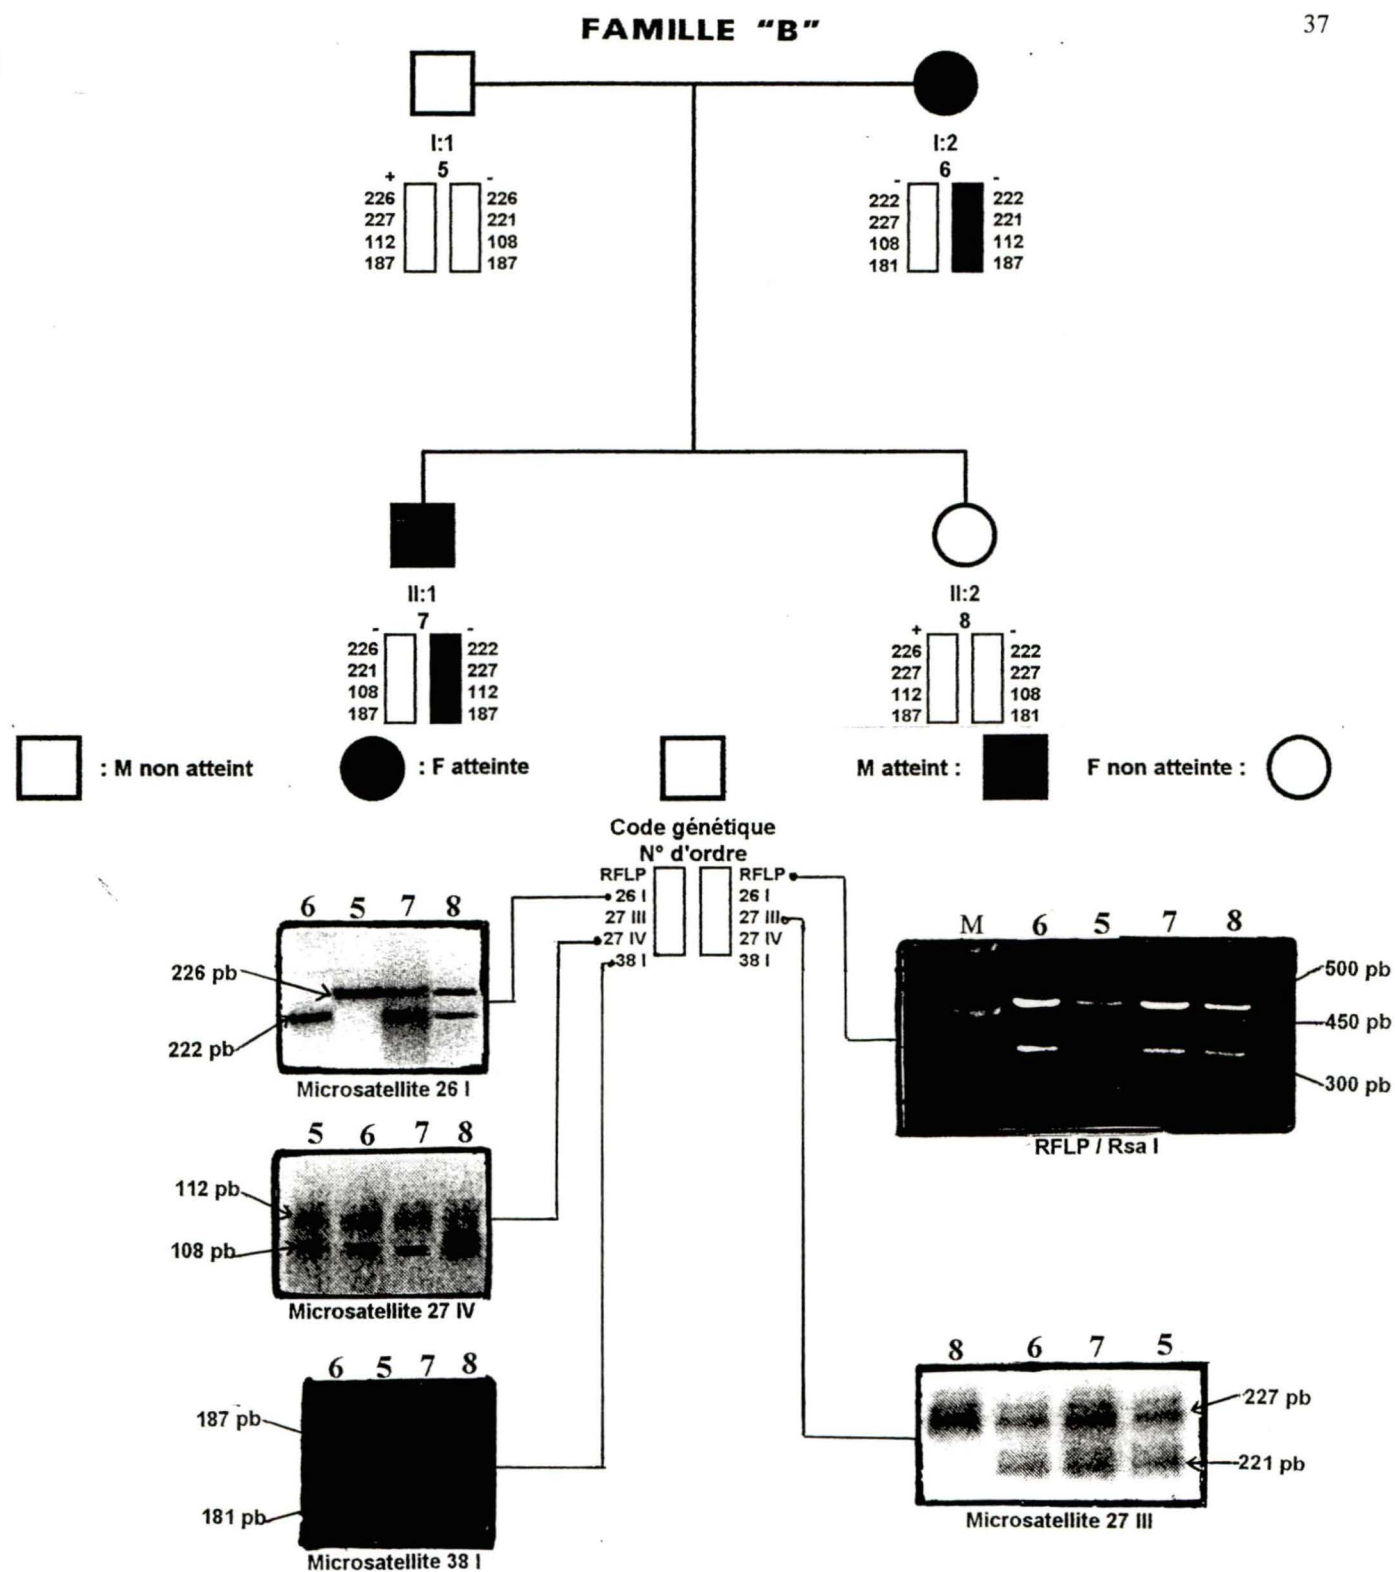 37
FAMILLE "B"
I:1
5
+ -
226 226
227 221
112 108
187 187
I:2
6
- -
222 222
227 221
108 112
181 187
II:1
7
- -
226 222
221 227
108 112
187 187
II:2
8
+ -
226 222
227 227
112 108
187 181
: M non atteint
: F atteinte
M atteint :
F non atteinte :
Code génétique
N° d'ordre
RFLP RFLP
26 I 26 I
27 III 27 III
27 IV 27 IV
38 I 38 I
6 5 7 8
226 pb
222 pb
Microsatellite 26 I
5 6 7 8
112 pb
108 pb
Microsatellite 27 IV
6 5 7 8
187 pb
181 pb
Microsatellite 38 I
M 6 5 7 8
500 pb
450 pb
300 pb
RFLP / Rsa I
8 6 7 5
227 pb
221 pb
Microsatellite 27 III